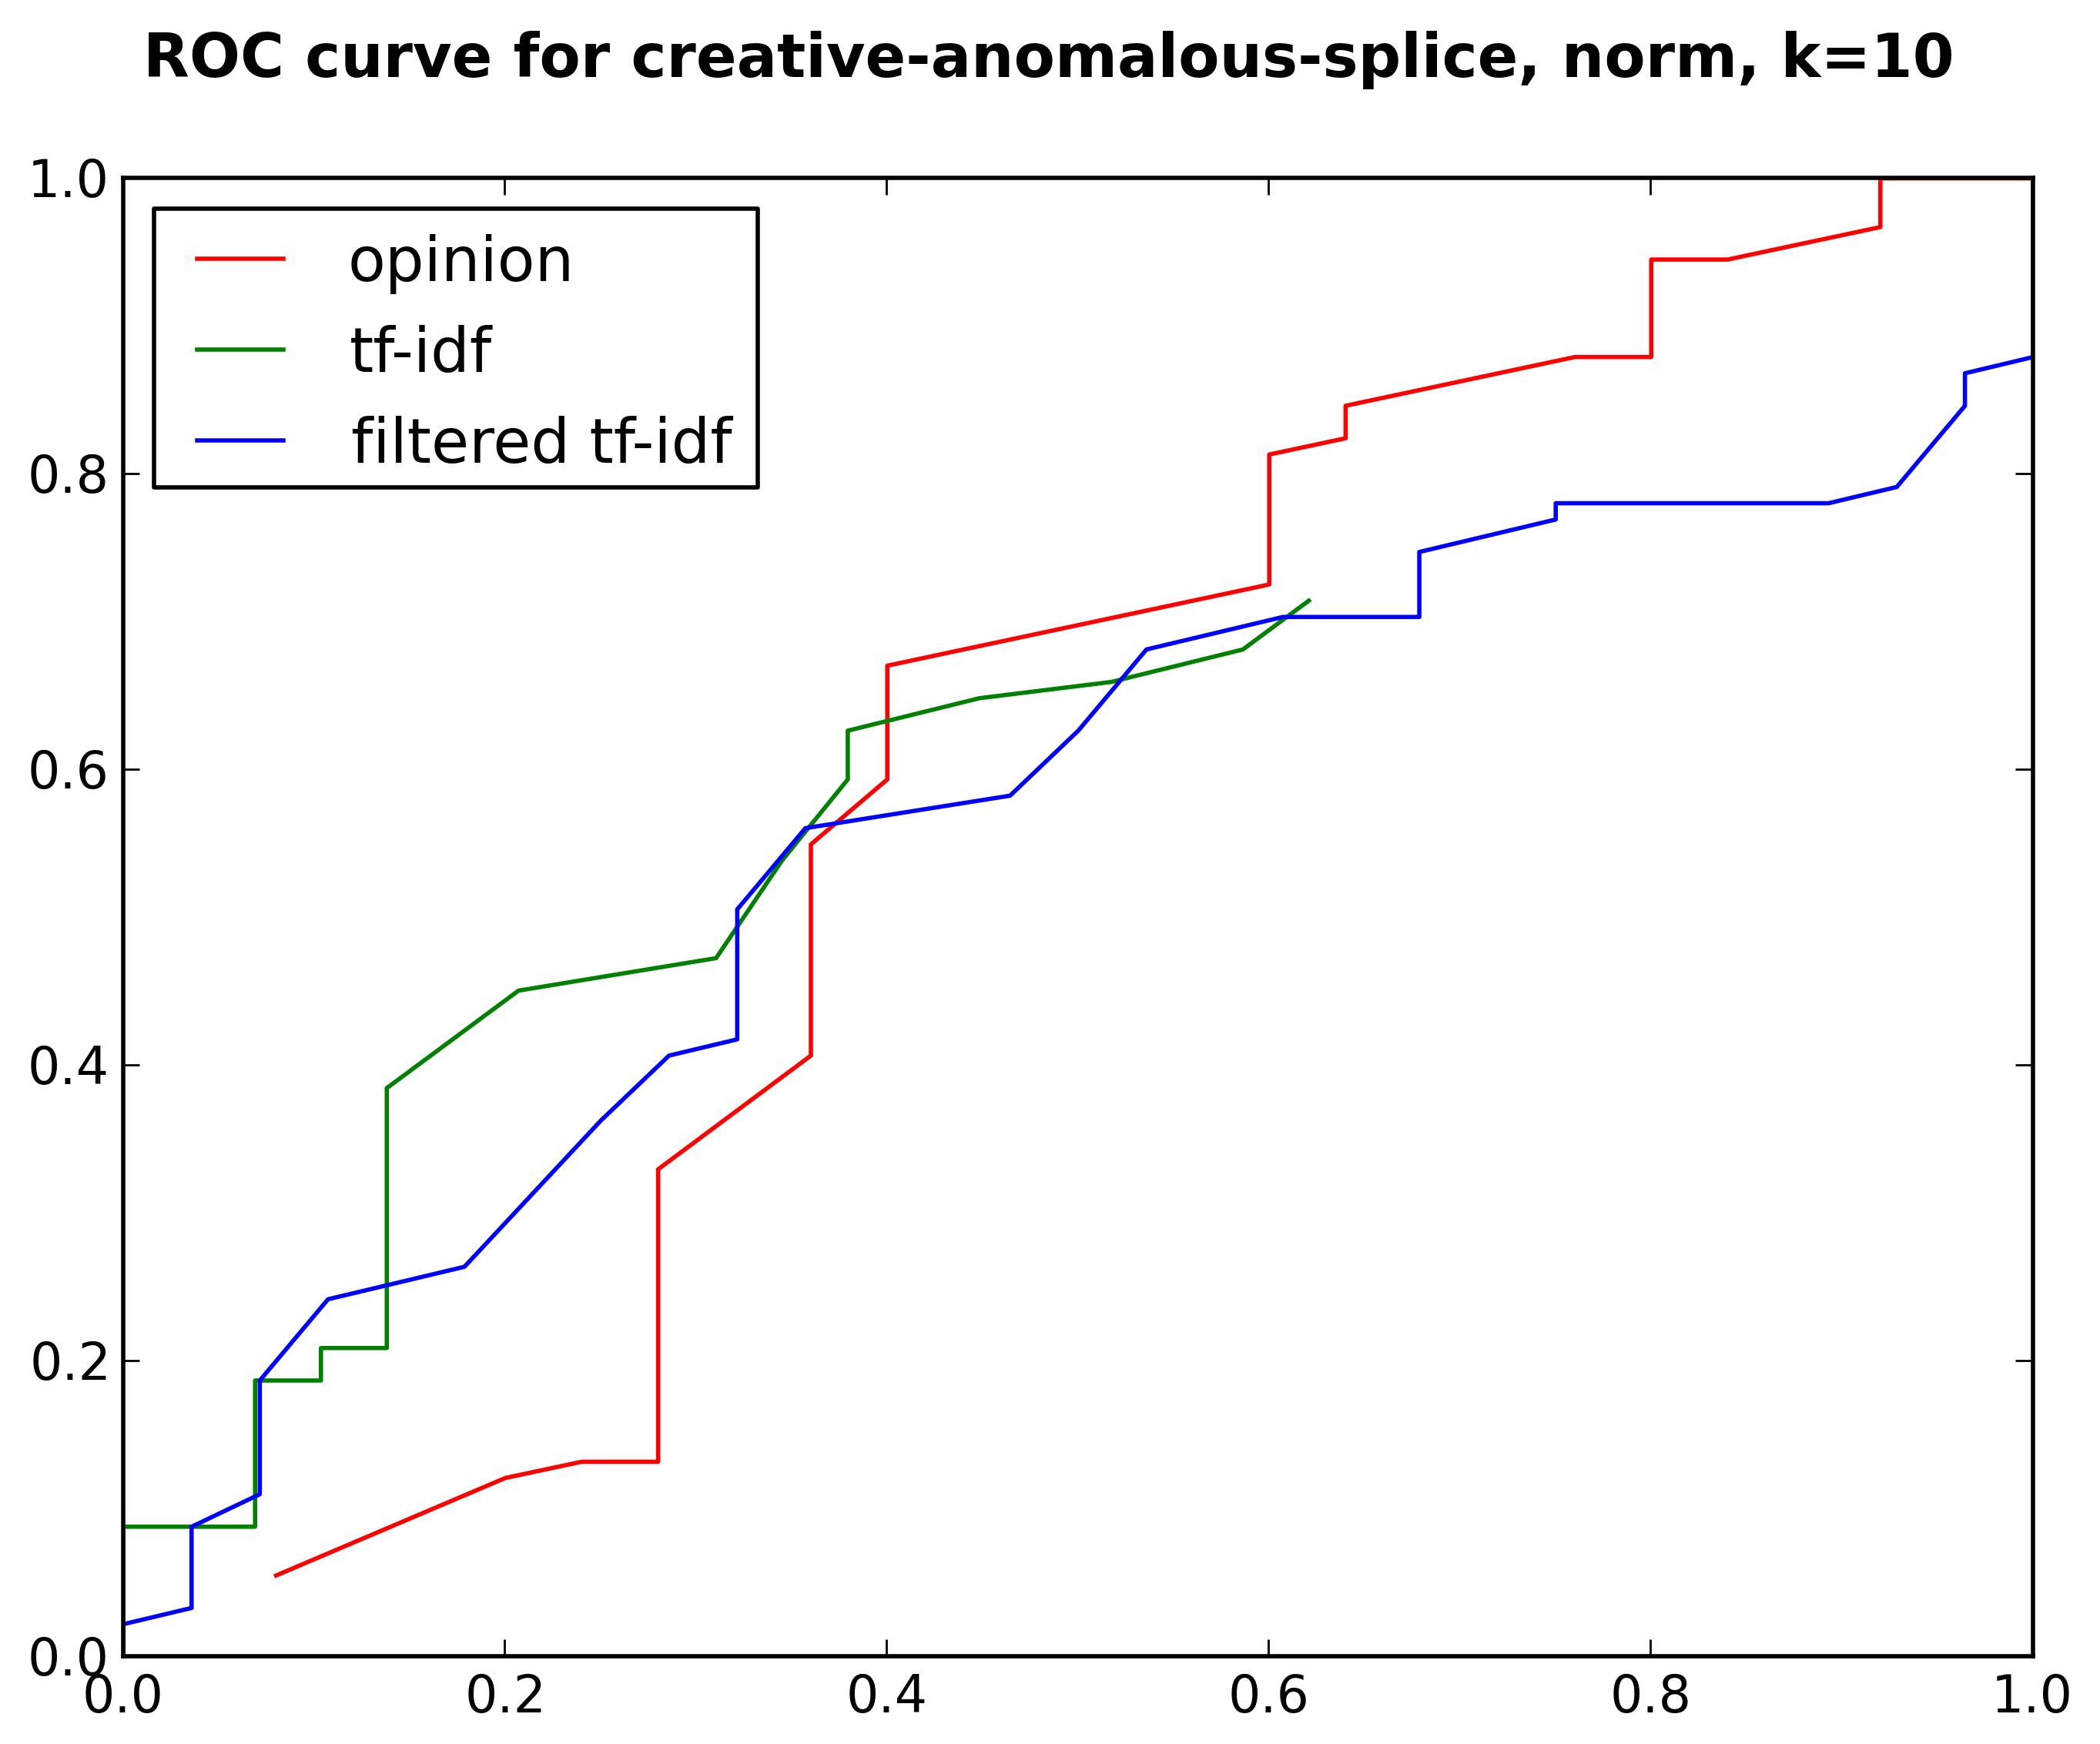 ROC curve for creative-anomalous-splice, norm, k=10
1.0
opinion
tf-idf
filtered tf-idf
0.8
0.6
0.4
0.2
0.0
0.0 0.2 0.4 0.6 0.8 1.0